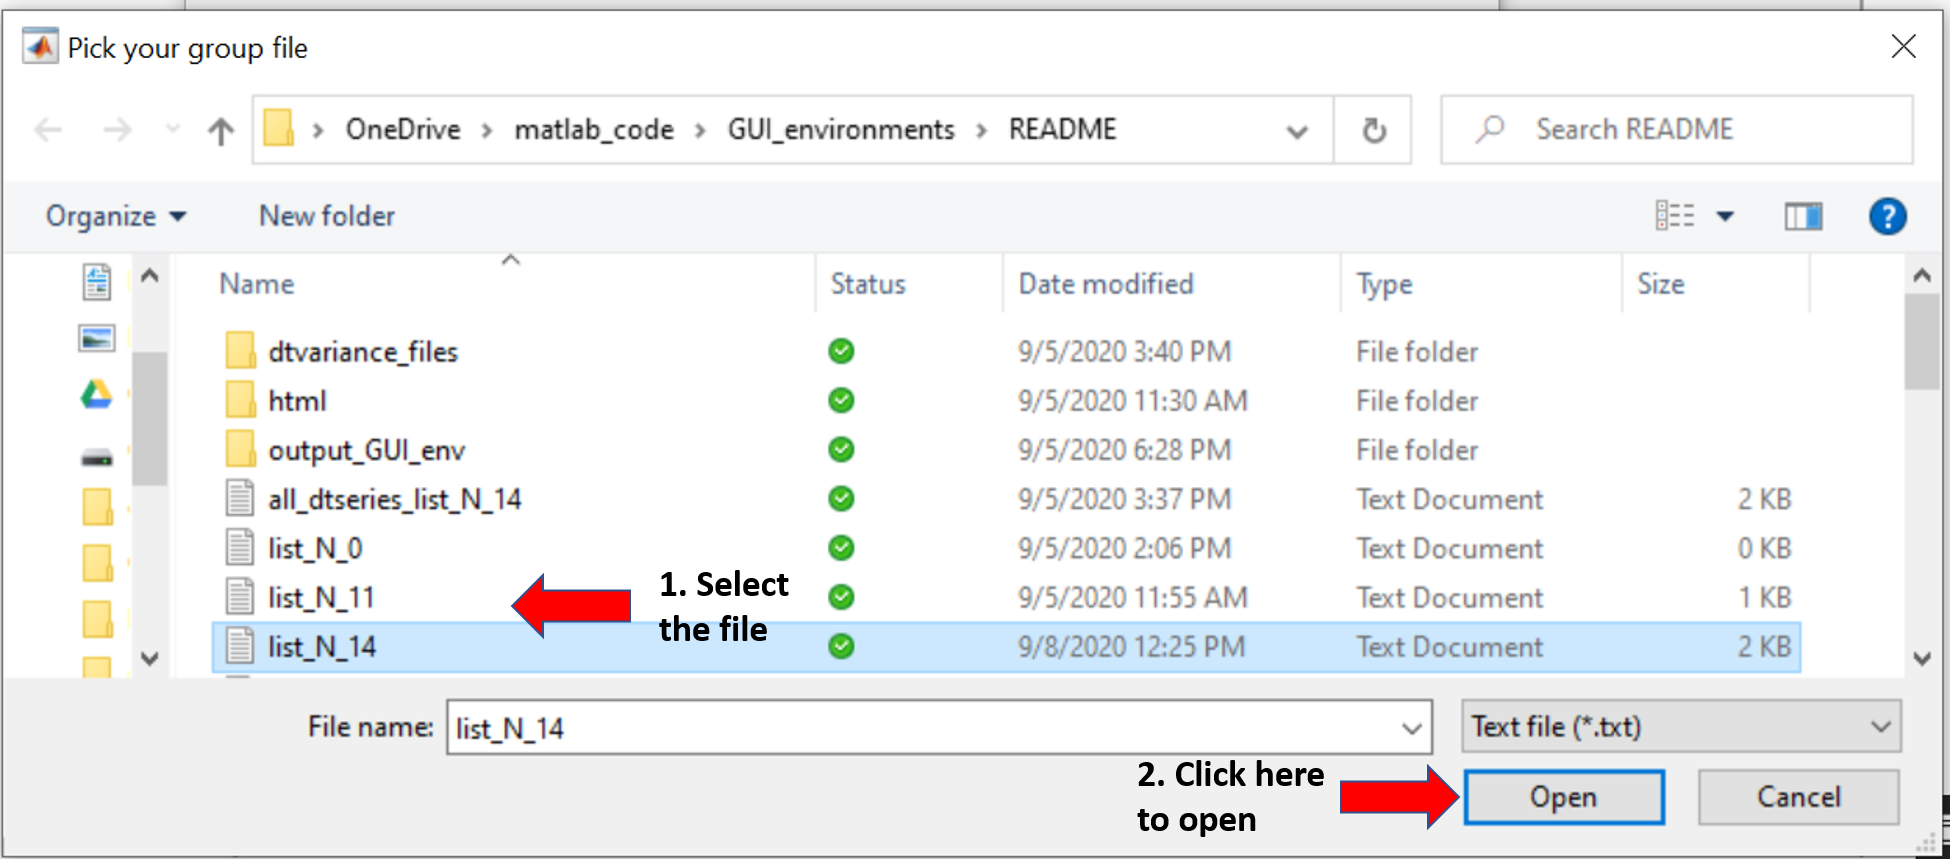 Pick your group file
OneDrive > matlab_code > GUI_environments > README
Search README
Organize
New folder
?
Name Status Date modified Type Size
dtvariance_files 9/5/2020 3:40 PM File folder
html 9/5/2020 11:30 AM File folder
output_GUI_env 9/5/2020 6:28 PM File folder
all_dtseries_list_N_14 9/5/2020 3:37 PM Text Document 2 KB
list_N_0 9/5/2020 2:06 PM Text Document 0 KB
list_N_11 9/5/2020 11:55 AM Text Document 1 KB
1. Select
the file
list_N_14 9/8/2020 12:25 PM Text Document 2 KB
File name: list_N_14 Text file (*.txt)
2. Click here
to open
Open Cancel